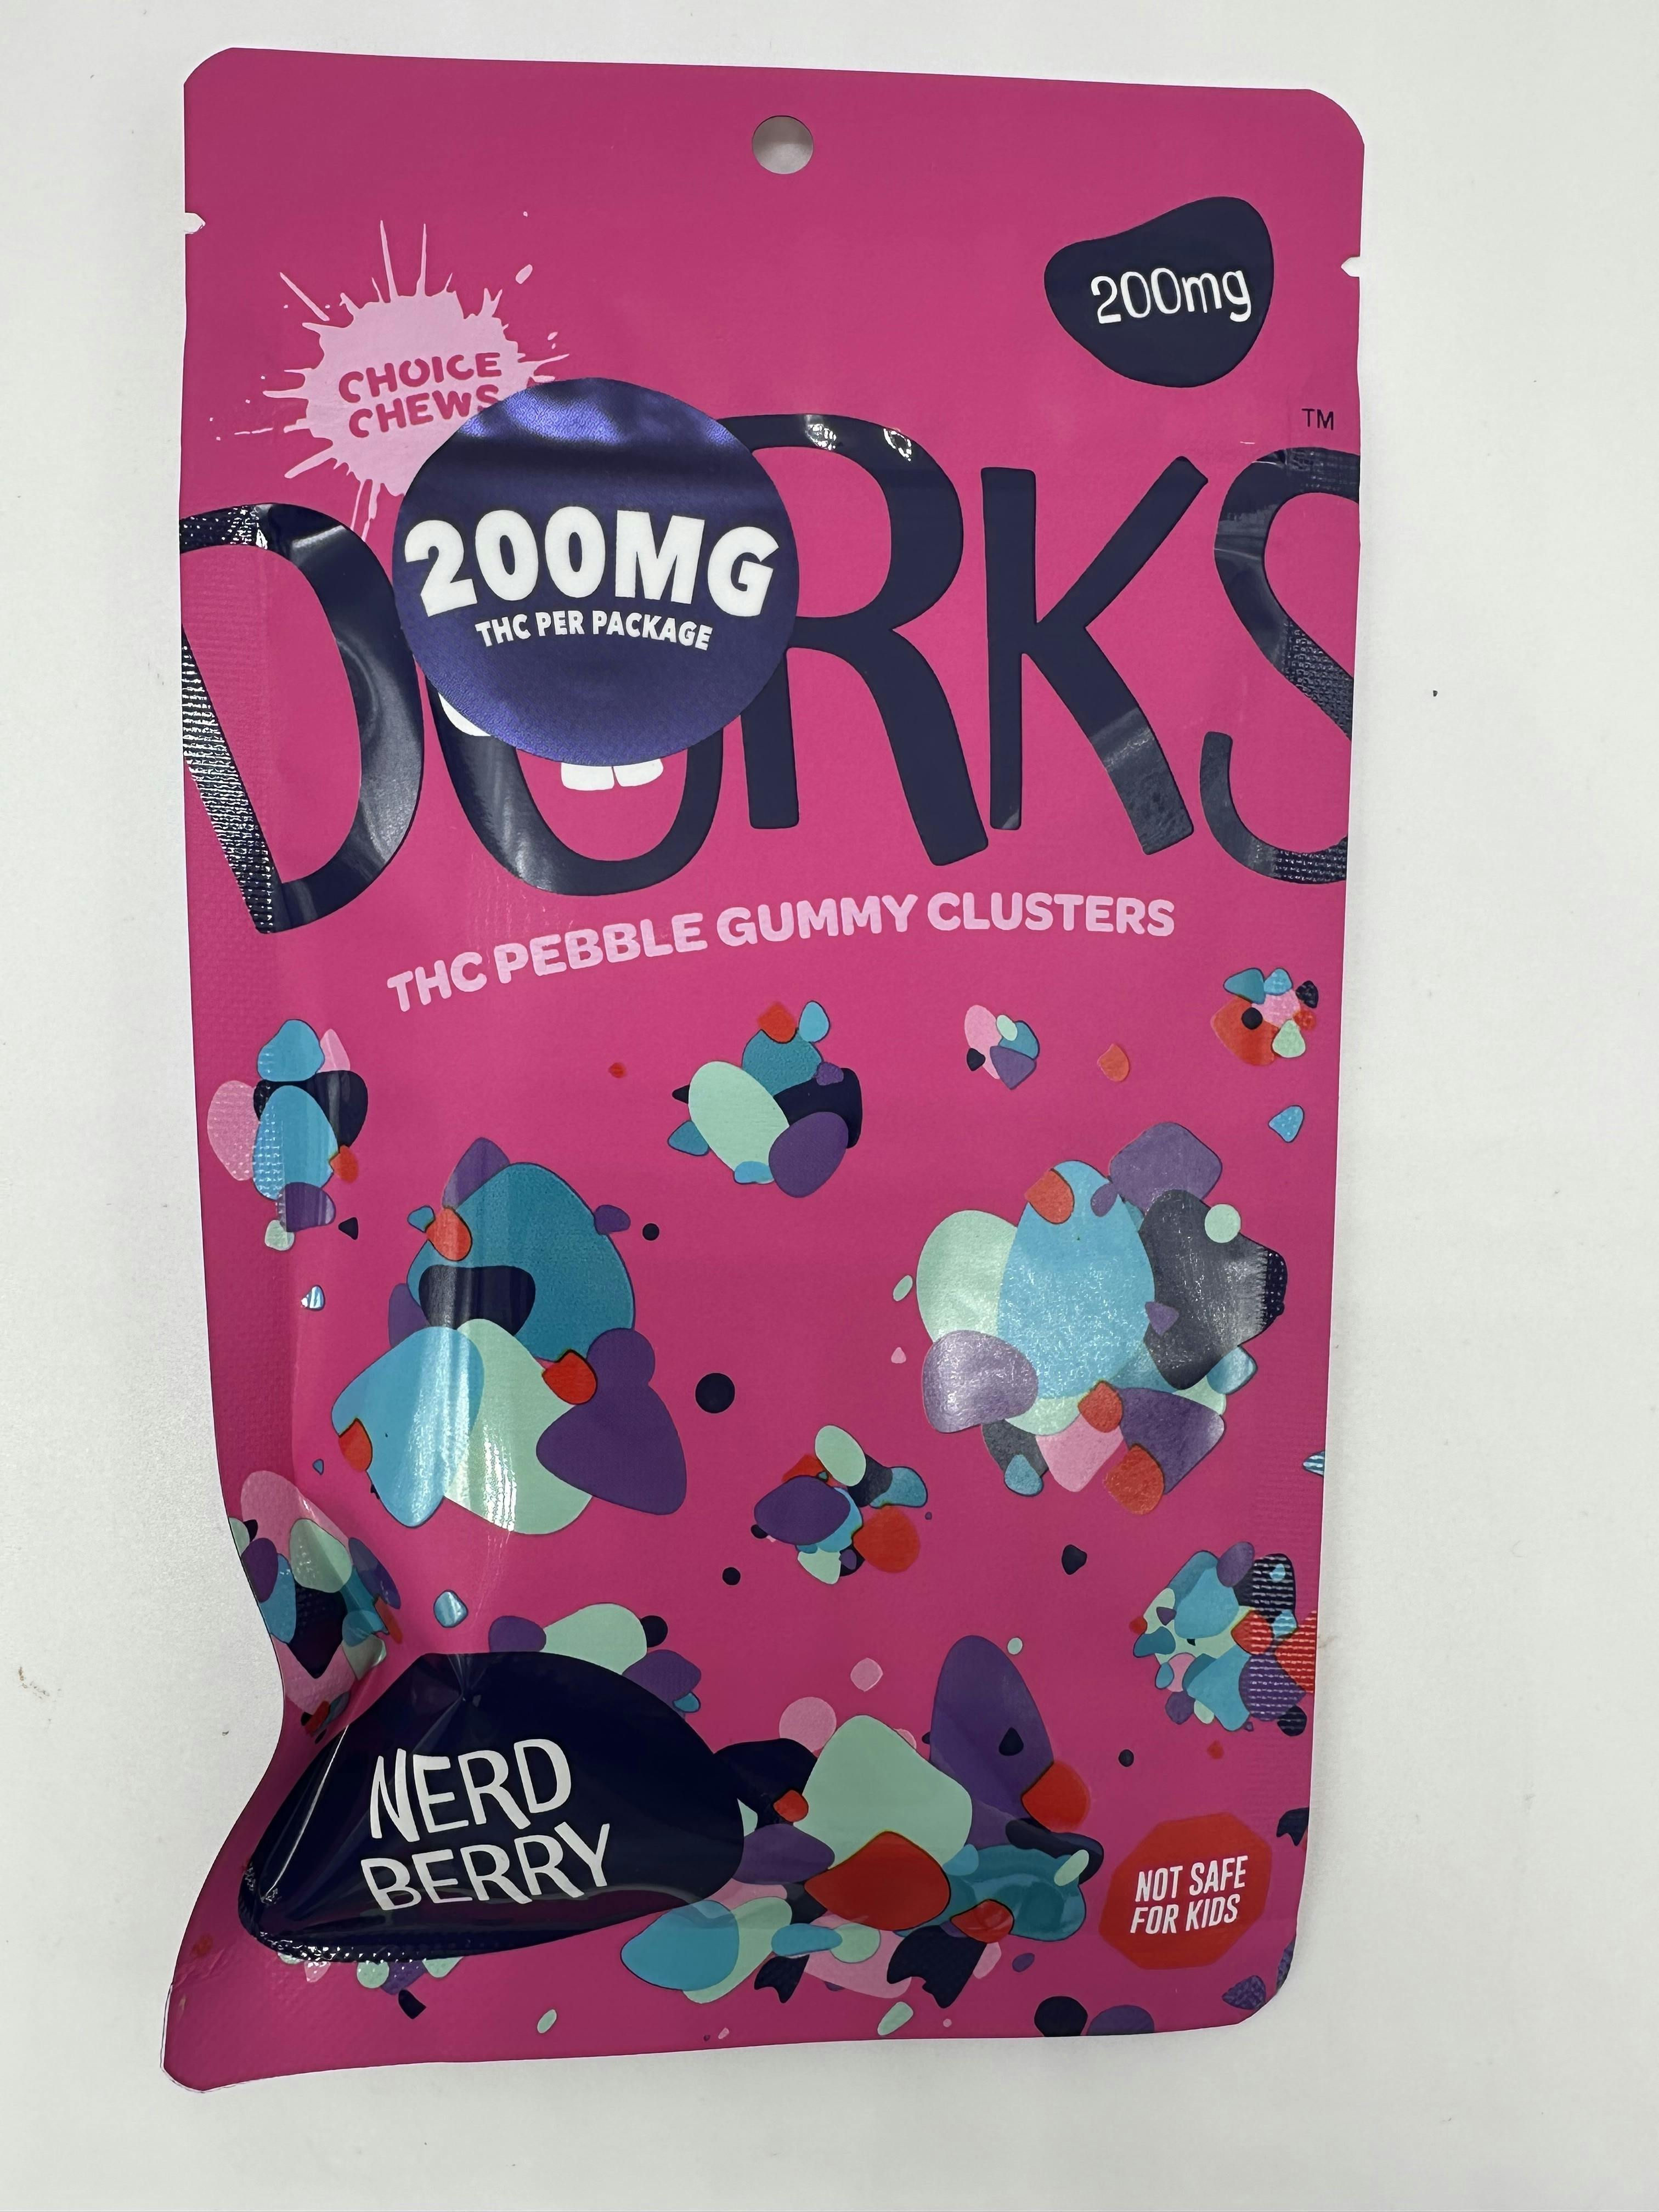 200mg
CHOICE
CHEWS
TM
DORKS
200MG
THC PER PACKAGE
THC PEBBLE GUMMY CLUSTERS
NERD
BERRY
NOT SAFE
FOR KIDS